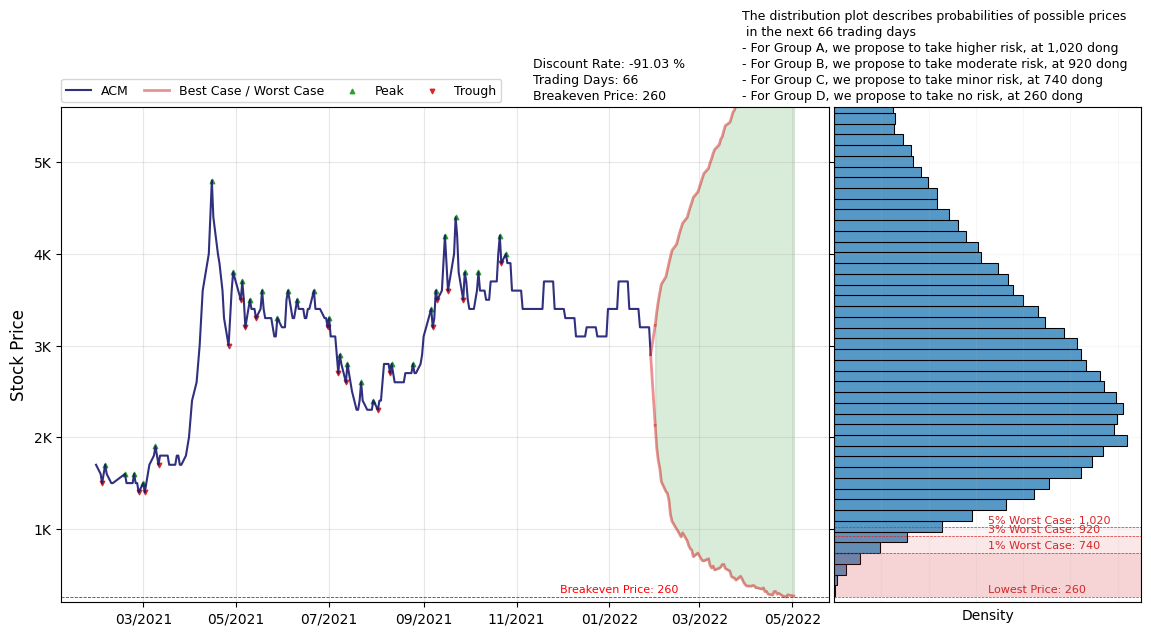 The distribution plot describes probabilities of possible prices
in the next 66 trading days
- For Group A, we propose to take higher risk, at 1,020 dong
- For Group B, we propose to take moderate risk, at 920 dong
- For Group C, we propose to take minor risk, at 740 dong
- For Group D, we propose to take no risk, at 260 dong
Discount Rate: -91.03 %
Trading Days: 66
Breakeven Price: 260
ACM
Best Case / Worst Case
Peak
Trough
Stock Price
5K
4K
3K
2K
1K
Breakeven Price: 260
03/2021
05/2021
07/2021
09/2021
11/2021
01/2022
03/2022
05/2022
5% Worst Case: 1,020
3% Worst Case: 920
1% Worst Case: 740
Lowest Price: 260
Density